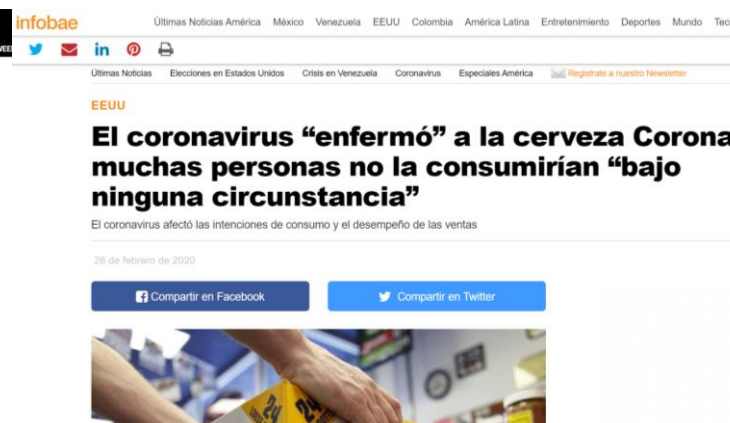 infobae
Últimas Noticias América México Venezuela EEUU Colombia América Latina Entretenimiento Deportes Mundo Tec
Últimas Noticias Elecciones en Estados Unidos Crisis en Venezuela Coronavirus Especiales América Registrate a nuestro Newsletter
EEUU
El coronavirus “enfermó” a la cerveza Corona
muchas personas no la consumirían “bajo
ninguna circunstancia”
El coronavirus afectó las intenciones de consumo y el desempeño de las ventas
28 de febrero de 2020
Compartir en Facebook
Compartir en Twitter
24
24